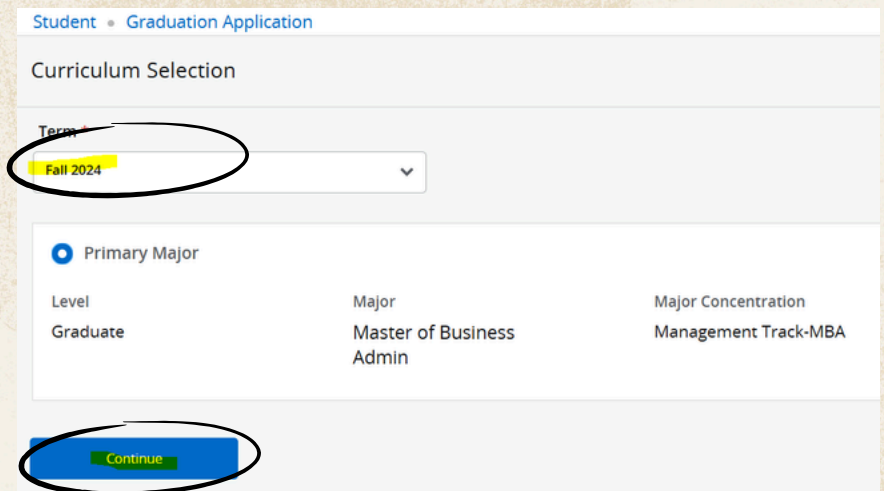 Student • Graduation Application
Curriculum Selection
Term *
Fall 2024
Primary Major
Level Major Major Concentration
Graduate Master of Business Admin Management Track-MBA
Continue